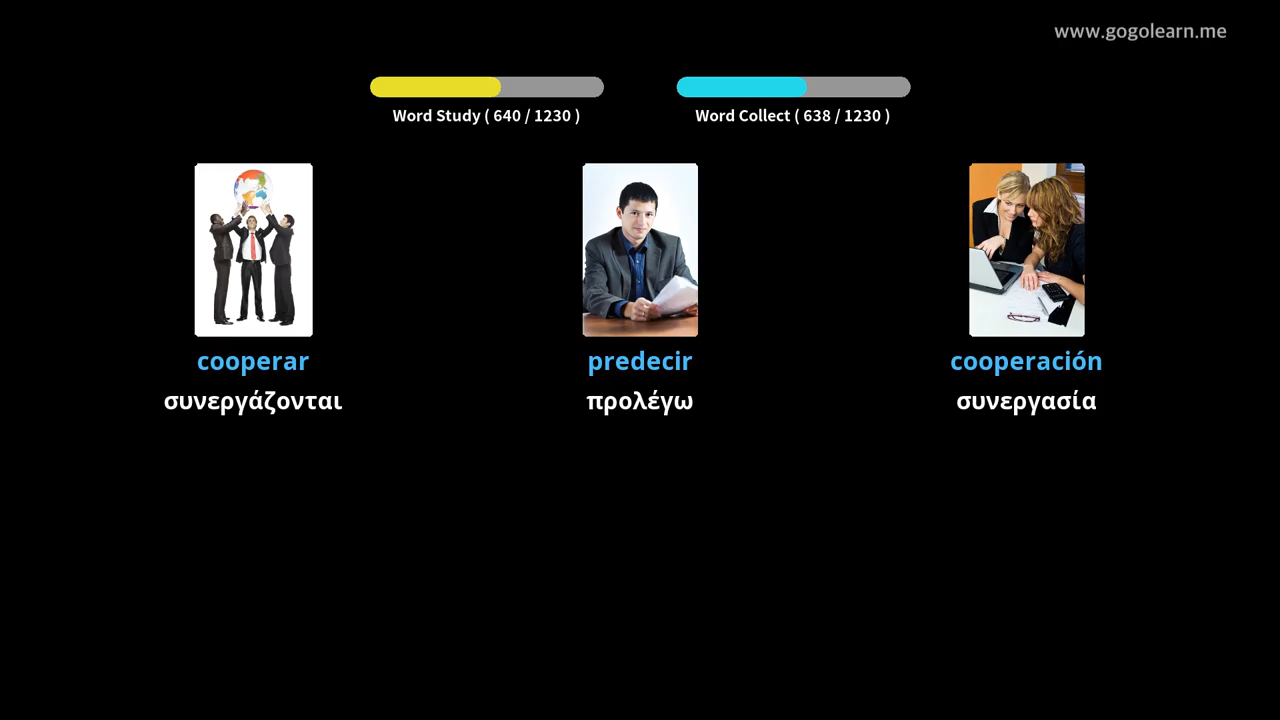 www.gogolearn.me
Word Study ( 640 / 1230 )
Word Collect ( 638 / 1230 )
cooperar
συνεργάζονται
predecir
προλέγω
cooperación
συνεργασία